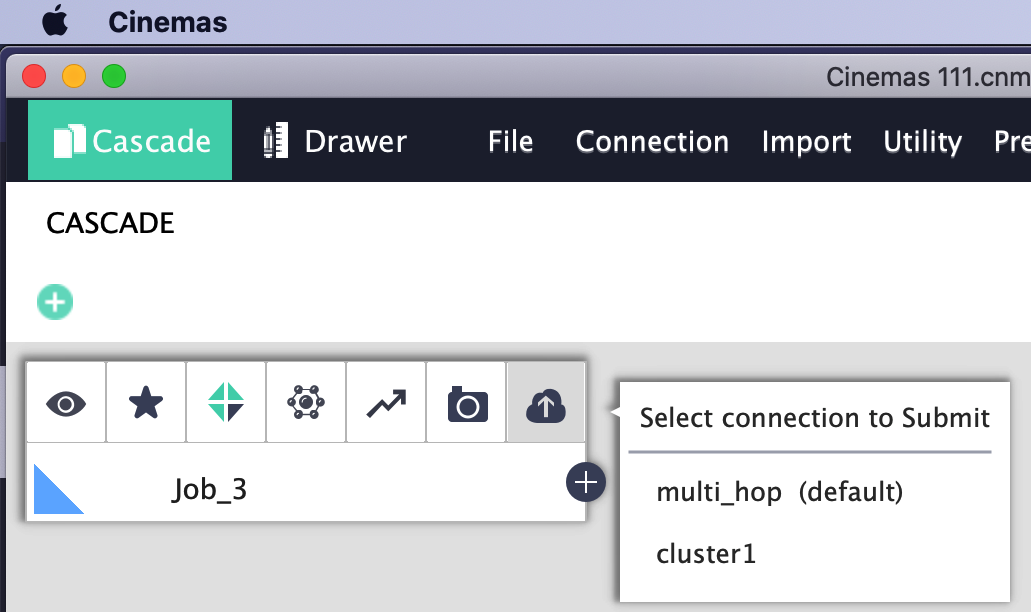 Cinemas
Cinemas 111.cnm
Cascade Drawer File Connection Import Utility Pre
CASCADE
Job_3
Select connection to Submit
multi_hop (default)
cluster1